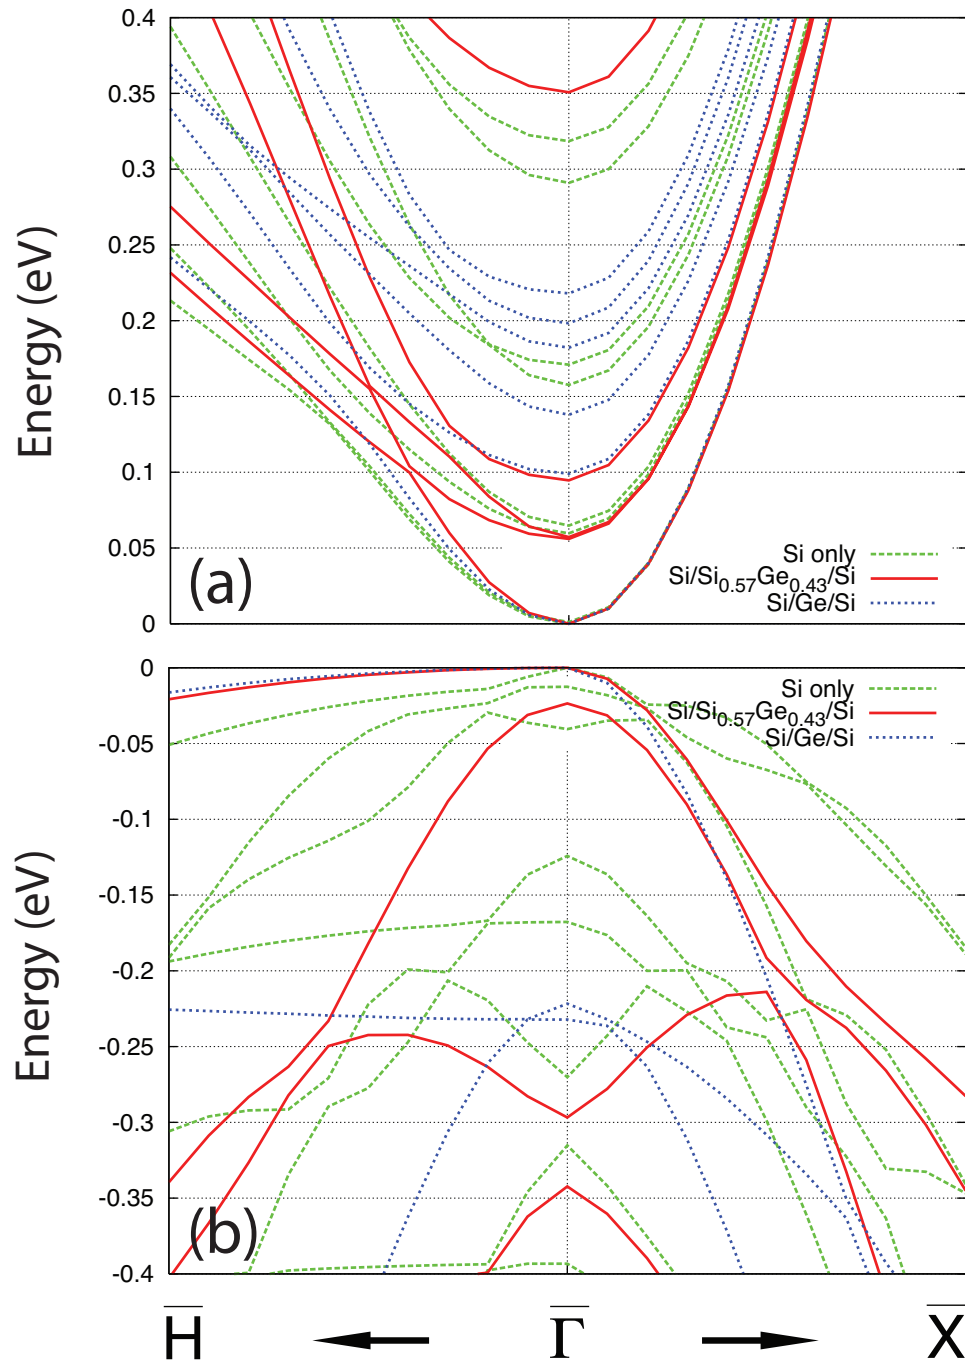 0.4
0.35
0.3
0.25
0.2
0.15
0.1
0.05
0
Energy (eV)
(a)
Si only
Si/Si0.57Ge0.43/Si
Si/Ge/Si
0
-0.05
-0.1
-0.15
-0.2
-0.25
-0.3
-0.35
-0.4
Energy (eV)
(b)
Si only
Si/Si0.57Ge0.43/Si
Si/Ge/Si
H̅ Γ̅ X̅